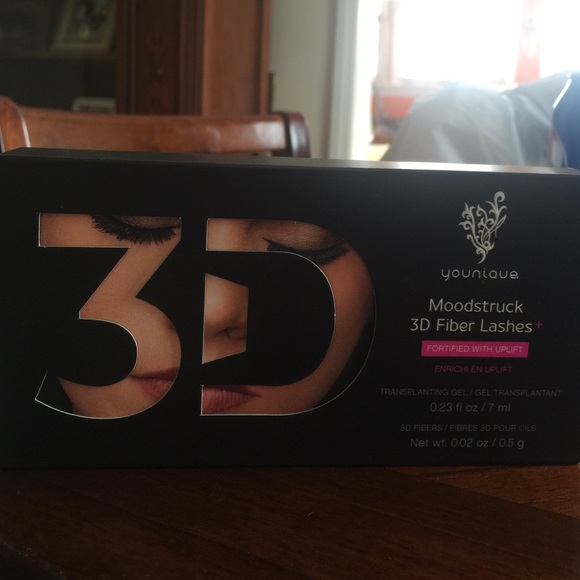 3D
younique
Moodstruck
3D Fiber Lashes+
FORTIFIED WITH UPLIFT
ENRICHI EN UPLIFT
TRANSPLANTING GEL / GEL TRANSPLANTANT
0.23 fl oz / 7 ml
3D FIBERS / FIBRES 3D POUR CILS
Net wt. 0.02 oz / 0.5 g